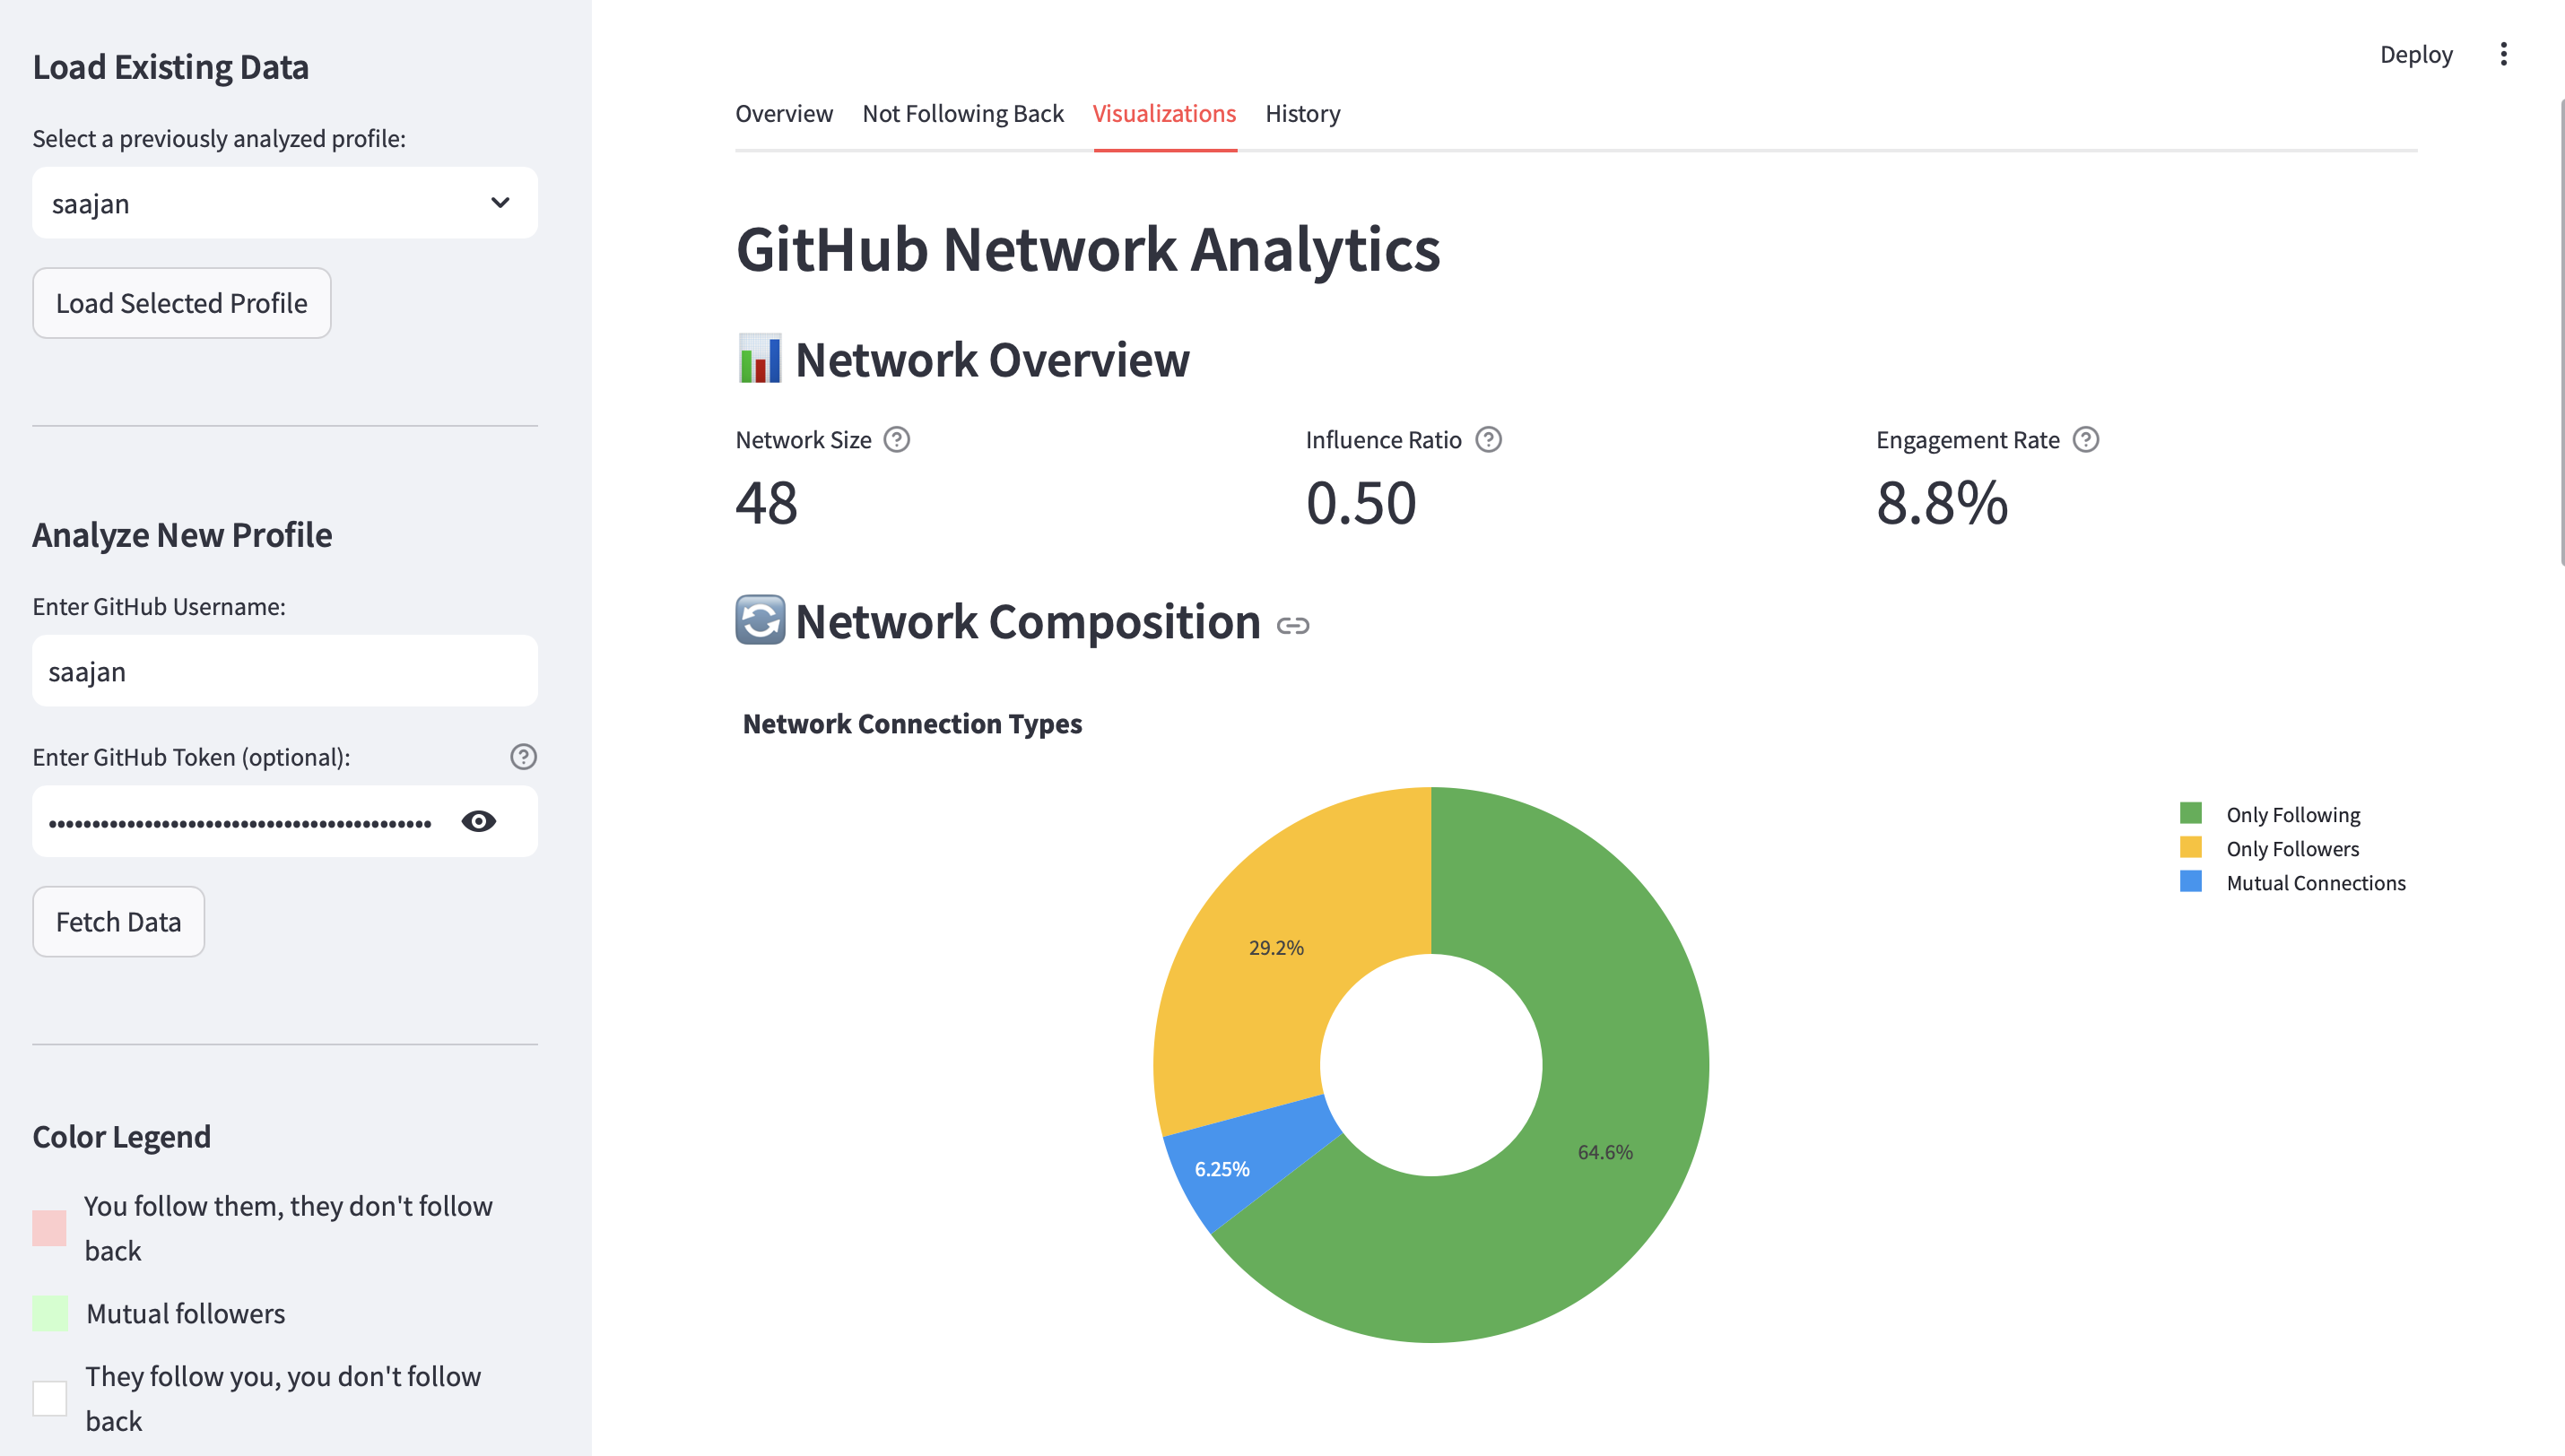 Load Existing Data
Select a previously analyzed profile:
saajan
Load Selected Profile
Analyze New Profile
Enter GitHub Username:
saajan
Enter GitHub Token (optional):
Fetch Data
Color Legend
You follow them, they don't follow
back
Mutual followers
They follow you, you don't follow
back
Deploy
Overview Not Following Back Visualizations History
GitHub Network Analytics
Network Overview
Network Size Influence Ratio Engagement Rate
48 0.50 8.8%
Network Composition
Network Connection Types
Only Following
Only Followers
Mutual Connections
29.2%
64.6%
6.25%